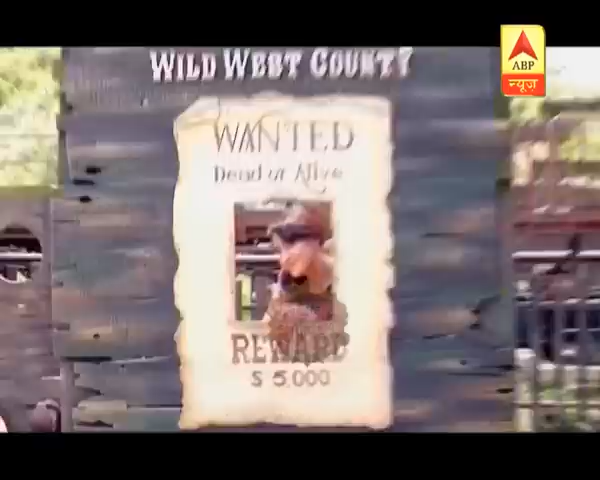 WILD WEST COUNTY
ABP
न्यूज़
WANTED
Dead or Alive
REWARD
$ 5,000